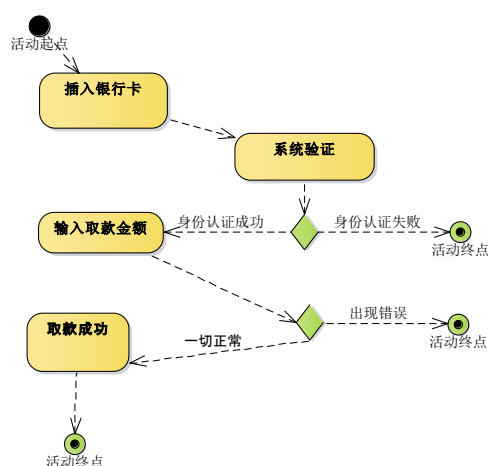 活动起点
插入银行卡
系统验证
输入取款金额
身份认证成功
身份认证失败
活动终点
出现错误
活动终点
取款成功
一切正常
活动终点